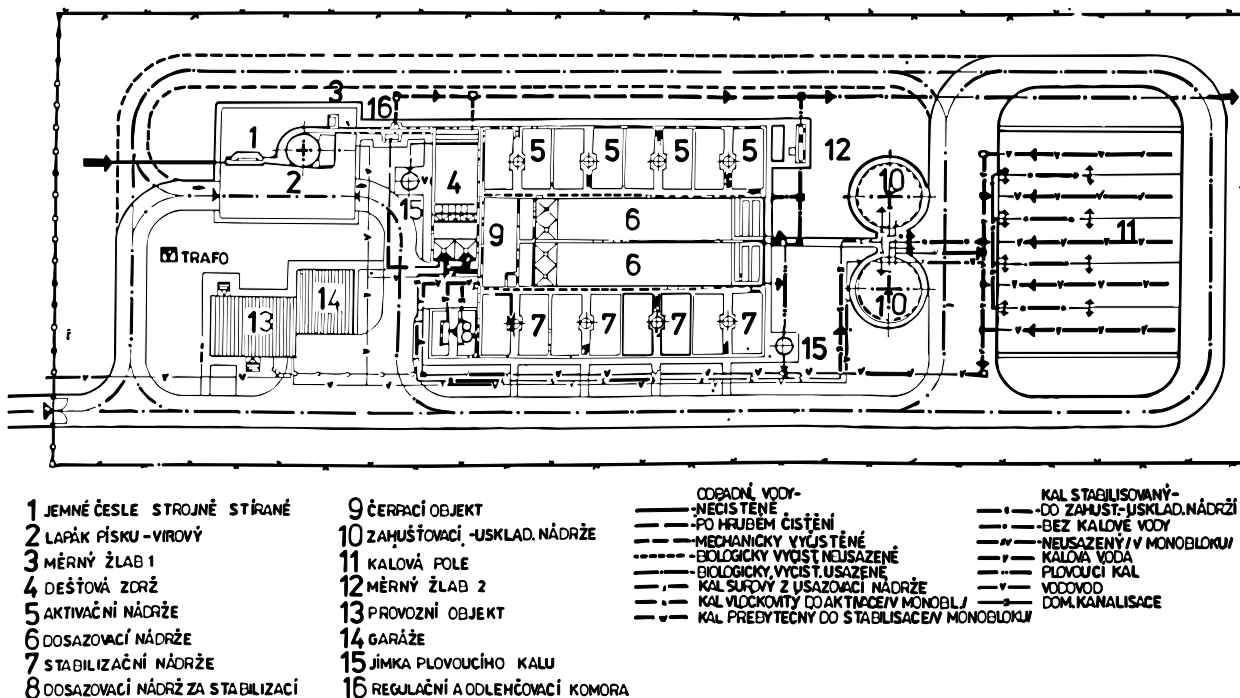 3
16
1
5 5 5 5
12
2
4
15
10
9
6
11
TRAFO
6
14
10
13
7 7 7 7
15
1 JEMNÉ ČESLE STROJNĚ STÍRANÉ
2 LAPÁK PÍSKU - VIROVÝ
3 MĚRNÝ ŽLAB 1
4 DEŠŤOVÁ ZDRŽ
5 AKTIVAČNÍ NÁDRŽE
6 DOSAZOVACÍ NÁDRŽE
7 STABILIZAČNÍ NÁDRŽE
8 DOSAZOVACÍ NÁDRŽ ZA STABILIZACÍ
9 ČERPACÍ OBJEKT
10 ZAHUŠŤOVACÍ -USKLAD. NÁDRŽE
11 KALOVÁ POLE
12 MĚRNÝ ŽLAB 2
13 PROVOZNÍ OBJEKT
14 GARÁŽE
15 JÍMKA PLOVOUCÍHO KALU
16 REGULAČNÍ A ODLEHČOVACÍ KOMORA
ODPADNÍ VODY-
NEČISTĚNÉ
PO HRUBÉM ČIŠTĚNÍ
MECHANICKY VYČIŠTĚNÉ
BIOLOGICKY VYČIST. NEUSAZENÉ
BIOLOGICKY, VYČIST. USAZENÉ
KAL SUROVÝ Z USAZOVACÍ NÁDRŽE
KAL VLOČKOVITÝ DO AKTIVACE/V MONOBL./
KAL PŘEBYTEČNÝ DO STABILISACE/V MONOBLOKU/
KAL STABILISOVANÝ-
DO ZAHUŠT.-USKLAD. NÁDRŽÍ
BEZ KALOVÉ VODY
NEUSAZENÝ /V MONOBLOKU/
KALOVÁ VODA
PLOVOUCÍ KAL
VODOVOD
DOM. KANALISACE